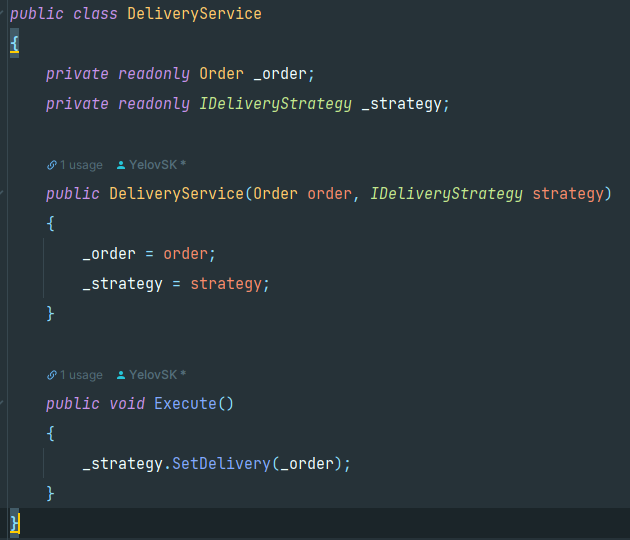 public class DeliveryService
{
    private readonly Order _order;
    private readonly IDeliveryStrategy _strategy;
    1 usage YelovSK *
    public DeliveryService(Order order, IDeliveryStrategy strategy)
    {
        _order = order;
        _strategy = strategy;
    }
    1 usage YelovSK *
    public void Execute()
    {
        _strategy.SetDelivery(_order);
    }
}